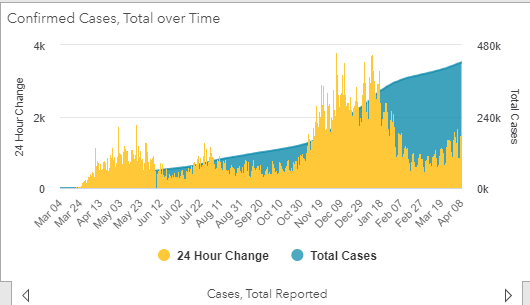 Confirmed Cases, Total over Time
4k
480k
24 Hour Change
2k
240k
Total Cases
0
0k
Mar 04
Mar 24
Apr 13
May 03
May 23
Jun 12
Jul 02
Jul 22
Aug 11
Aug 31
Sep 20
Oct 10
Oct 30
Nov 19
Dec 09
Dec 29
Jan 18
Feb 07
Feb 27
Mar 19
Apr 08
24 Hour Change
Total Cases
Cases, Total Reported